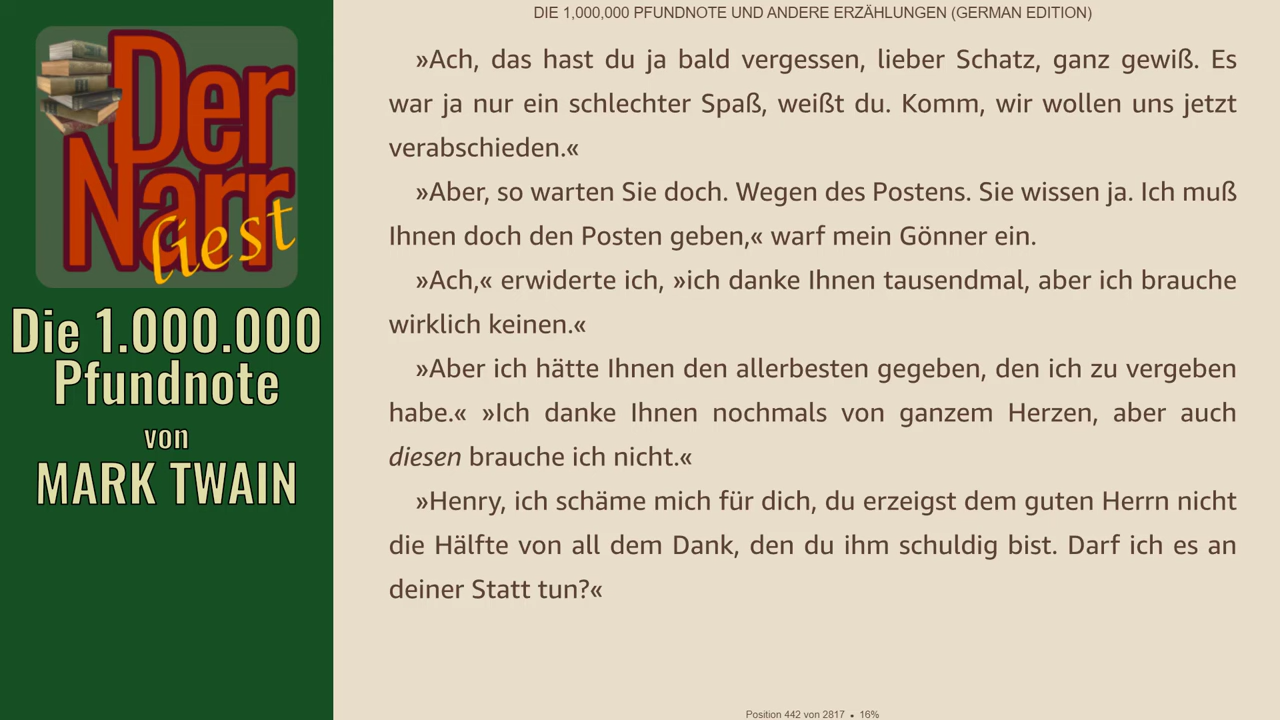 Der
Narr
liest
Die 1.000.000
Pfundnote
von
MARK TWAIN
DIE 1,000,000 PFUNDNOTE UND ANDERE ERZÄHLUNGEN (GERMAN EDITION)
»Ach, das hast du ja bald vergessen, lieber Schatz, ganz gewiß. Es
war ja nur ein schlechter Spaß, weißt du. Komm, wir wollen uns jetzt
verabschieden.«
»Aber, so warten Sie doch. Wegen des Postens. Sie wissen ja. Ich muß
Ihnen doch den Posten geben,« warf mein Gönner ein.
»Ach,« erwiderte ich, »ich danke Ihnen tausendmal, aber ich brauche
wirklich keinen.«
»Aber ich hätte Ihnen den allerbesten gegeben, den ich zu vergeben
habe.« »Ich danke Ihnen nochmals von ganzem Herzen, aber auch
diesen brauche ich nicht.«
»Henry, ich schäme mich für dich, du erzeigst dem guten Herrn nicht
die Hälfte von all dem Dank, den du ihm schuldig bist. Darf ich es an
deiner Statt tun?«
Position 442 von 2817 • 16%